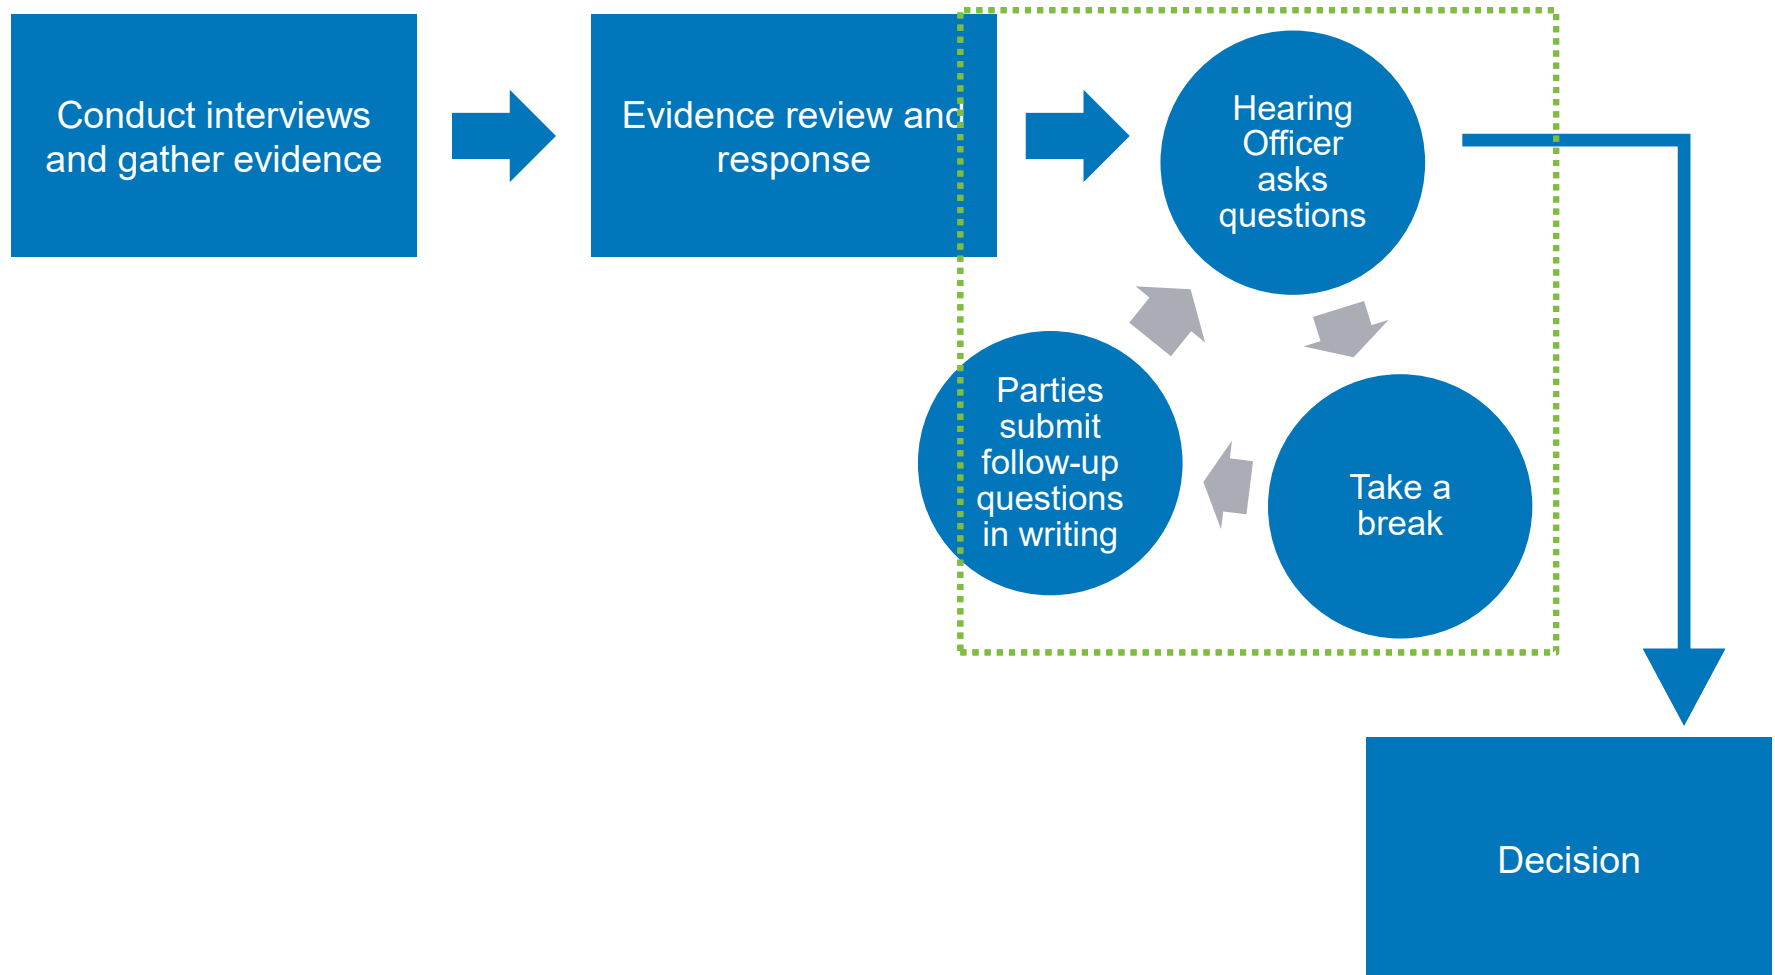 Conduct interviews
and gather evidence
Evidence review and
response
Hearing
Officer
asks
questions
Parties
submit
follow-up
questions
in writing
Take a
break
Decision